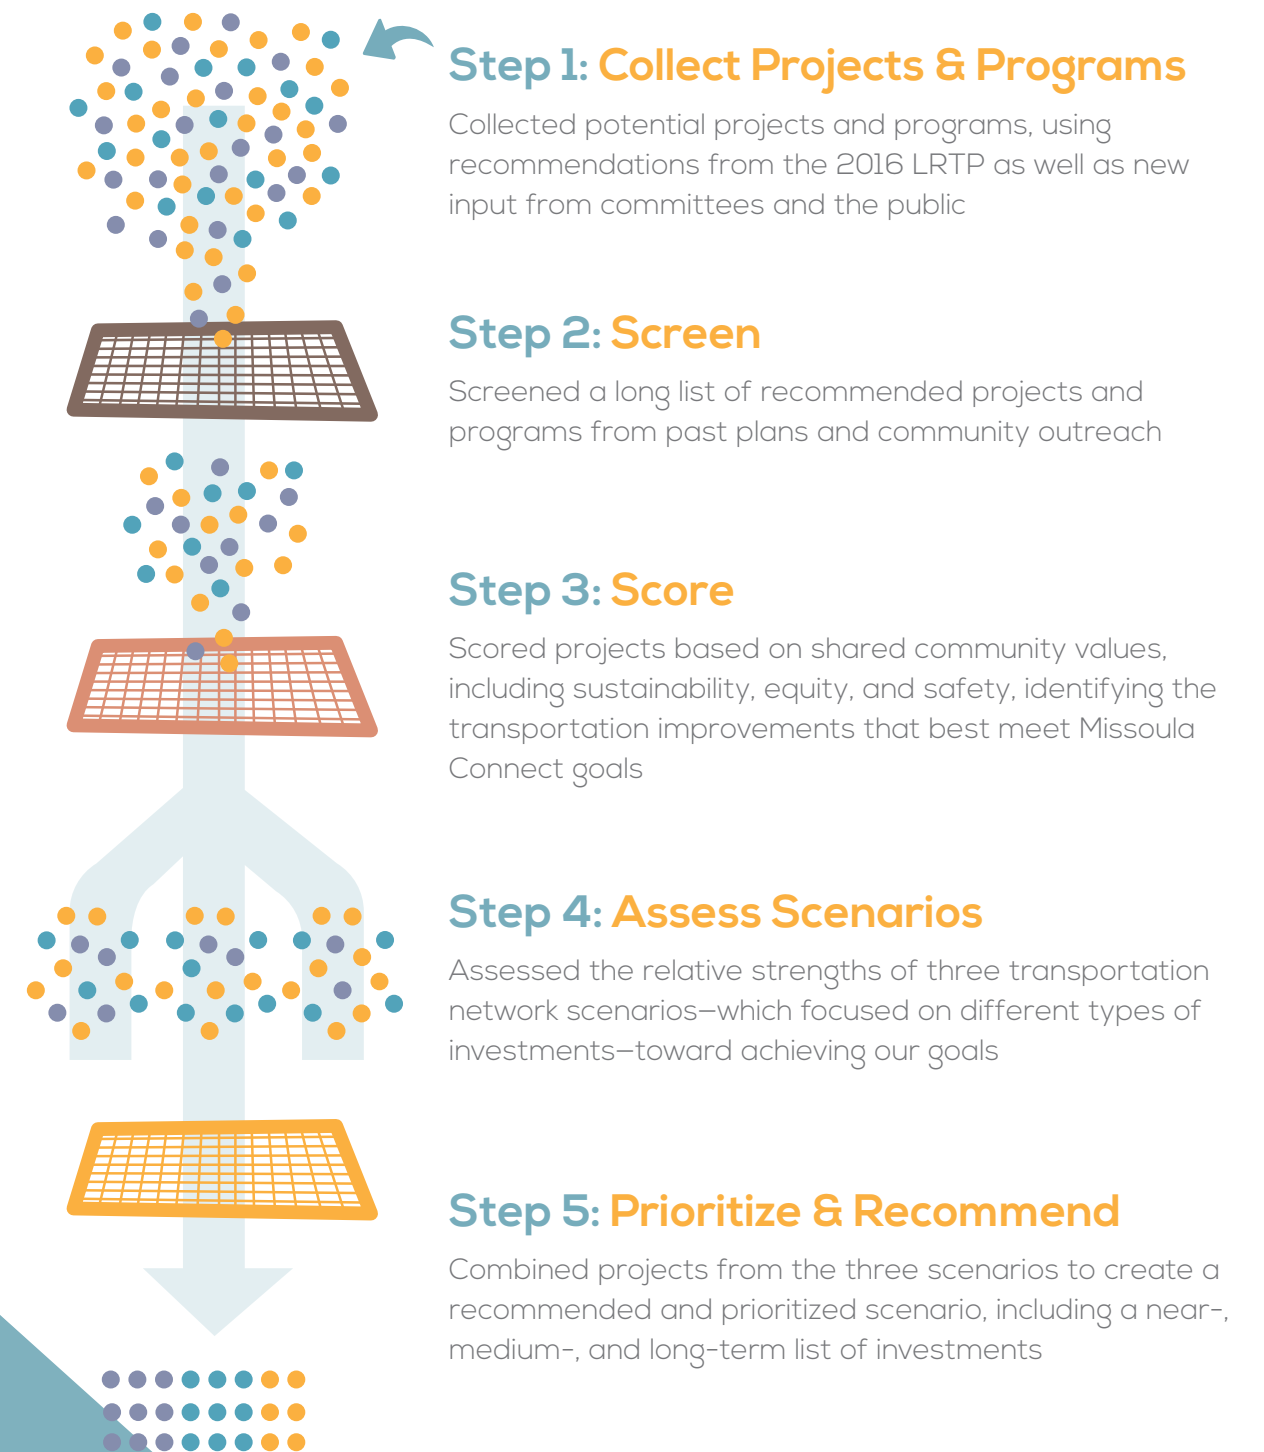 Step 1: Collect Projects & Programs
Collected potential projects and programs, using
recommendations from the 2016 LRTP as well as new
input from committees and the public
Step 2: Screen
Screened a long list of recommended projects and
programs from past plans and community outreach
Step 3: Score
Scored projects based on shared community values,
including sustainability, equity, and safety, identifying the
transportation improvements that best meet Missoula
Connect goals
Step 4: Assess Scenarios
Assessed the relative strengths of three transportation
network scenarios—which focused on different types of
investments—toward achieving our goals
Step 5: Prioritize & Recommend
Combined projects from the three scenarios to create a
recommended and prioritized scenario, including a near-,
medium-, and long-term list of investments